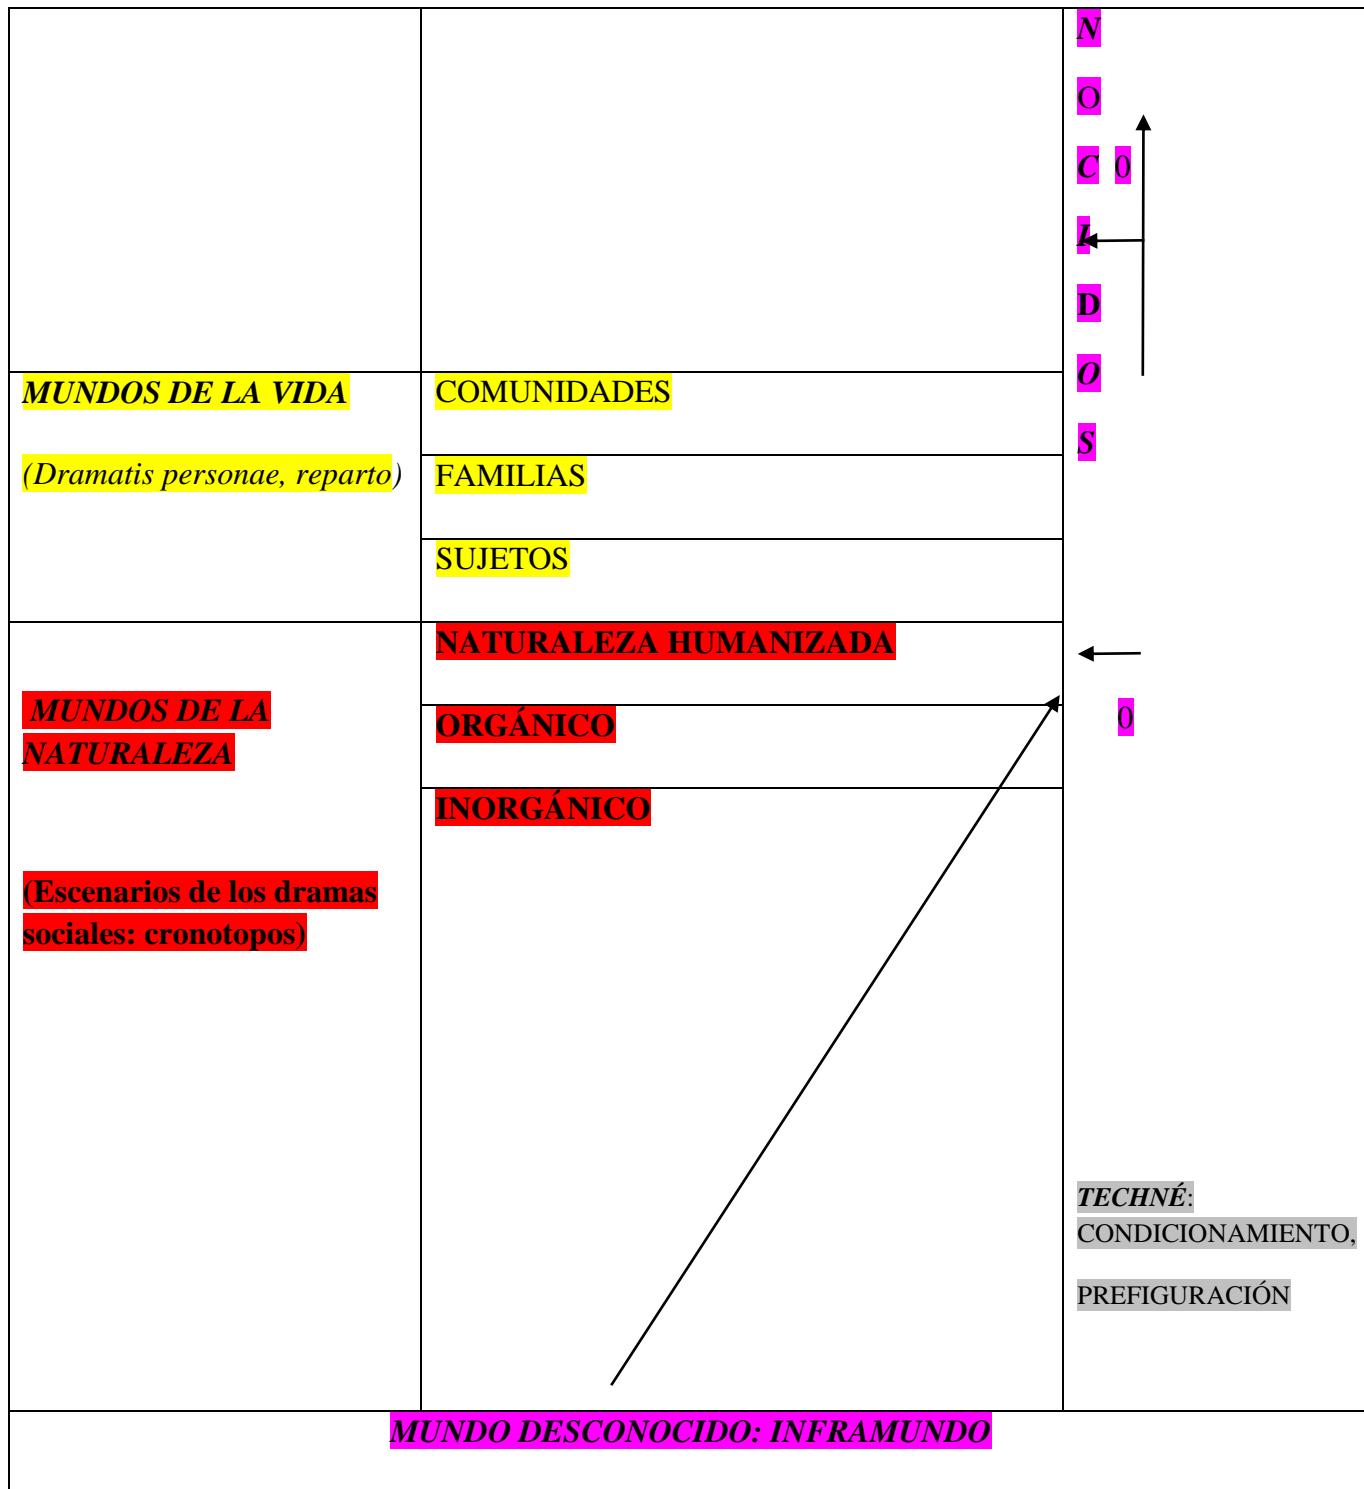 N
O
C 0
I
D
O
S
MUNDOS DE LA VIDA
(Dramatis personae, reparto)
COMUNIDADES
FAMILIAS
SUJETOS
MUNDOS DE LA
NATURALEZA
(Escenarios de los dramas
sociales: cronotopos)
NATURALEZA HUMANIZADA
ORGÁNICO
INORGÁNICO
0
TECHNÉ:
CONDICIONAMIENTO,
PREFIGURACIÓN
MUNDO DESCONOCIDO: INFRAMUNDO